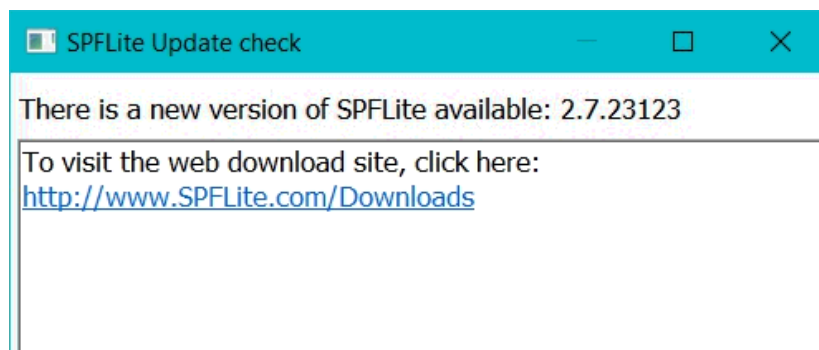 SPFLite Update check
There is a new version of SPFLite available: 2.7.23123
To visit the web download site, click here:
http://www.SPFLite.com/Downloads